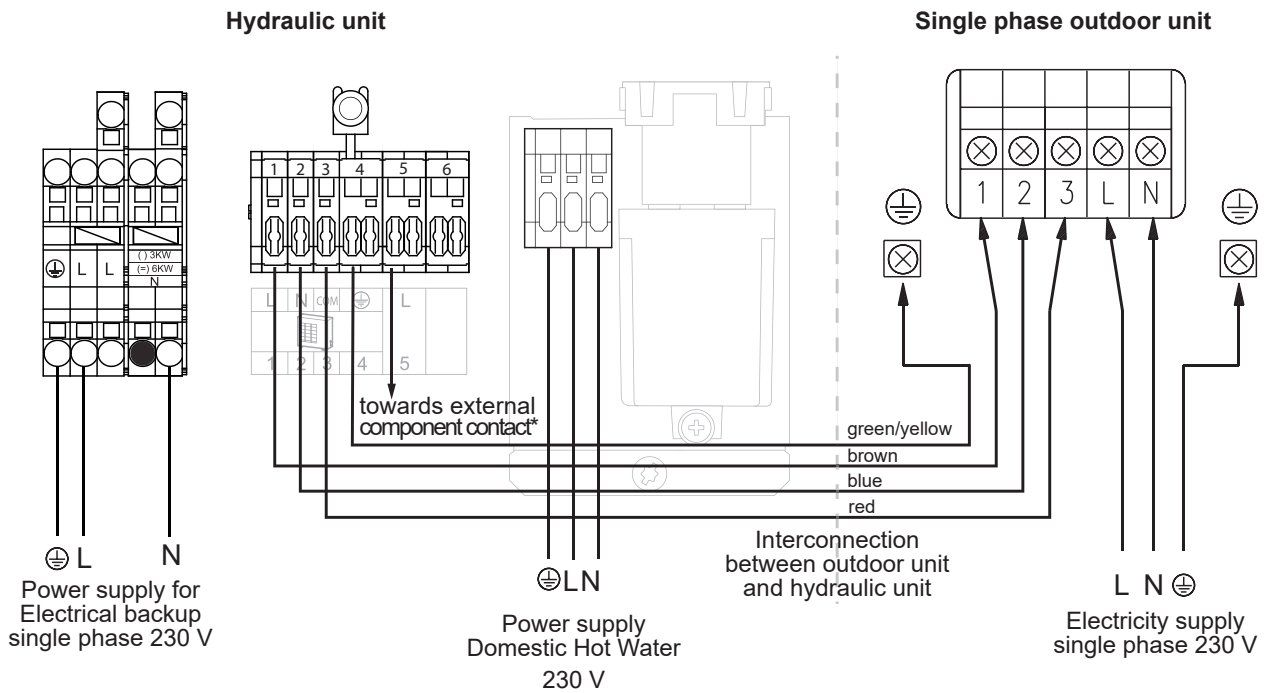 Hydraulic unit
Single phase outdoor unit
1 2 3 4 5 6
L L
( ) 3KW
(=) 6KW
N
L N COM L
1 2 3 4 5
towards external
component contact*
1 2 3 L N
green/yellow
brown
blue
red
Interconnection
between outdoor unit
and hydraulic unit
L N
Power supply for
Electrical backup
single phase 230 V
L N
Power supply
Domestic Hot Water
230 V
L N
Electricity supply
single phase 230 V